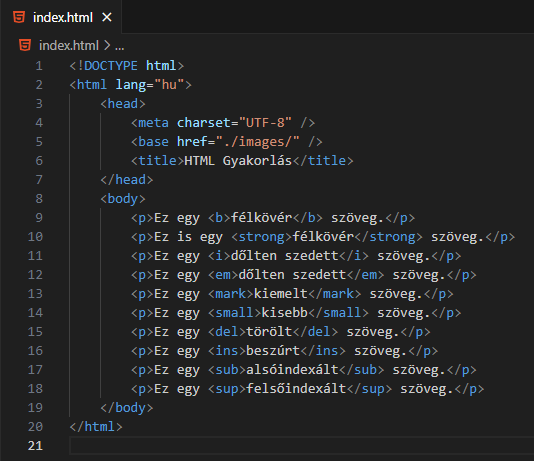 index.html ×
index.html > ...
1 <!DOCTYPE html>
2 <html lang="hu">
3 <head>
4 <meta charset="UTF-8" />
5 <base href="./images/" />
6 <title>HTML Gyakorlás</title>
7 </head>
8 <body>
9 <p>Ez egy <b>félkövér</b> szöveg.</p>
10 <p>Ez is egy <strong>félkövér</strong> szöveg.</p>
11 <p>Ez egy <i>dőlten szedett</i> szöveg.</p>
12 <p>Ez egy <em>dőlten szedett</em> szöveg.</p>
13 <p>Ez egy <mark>kiemelt</mark> szöveg.</p>
14 <p>Ez egy <small>kisebb</small> szöveg.</p>
15 <p>Ez egy <del>törölt</del> szöveg.</p>
16 <p>Ez egy <ins>beszúrt</ins> szöveg.</p>
17 <p>Ez egy <sub>alsóindexált</sub> szöveg.</p>
18 <p>Ez egy <sup>felsőindexált</sup> szöveg.</p>
19 </body>
20 </html>
21